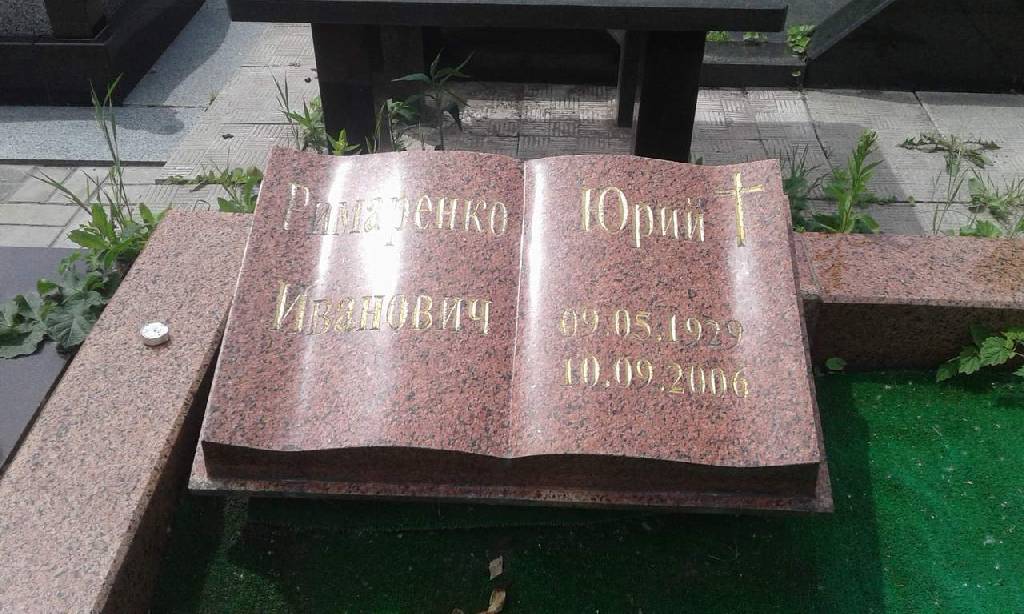 Римаренко Юрий
Иванович
09.05.1929
10.09.2006